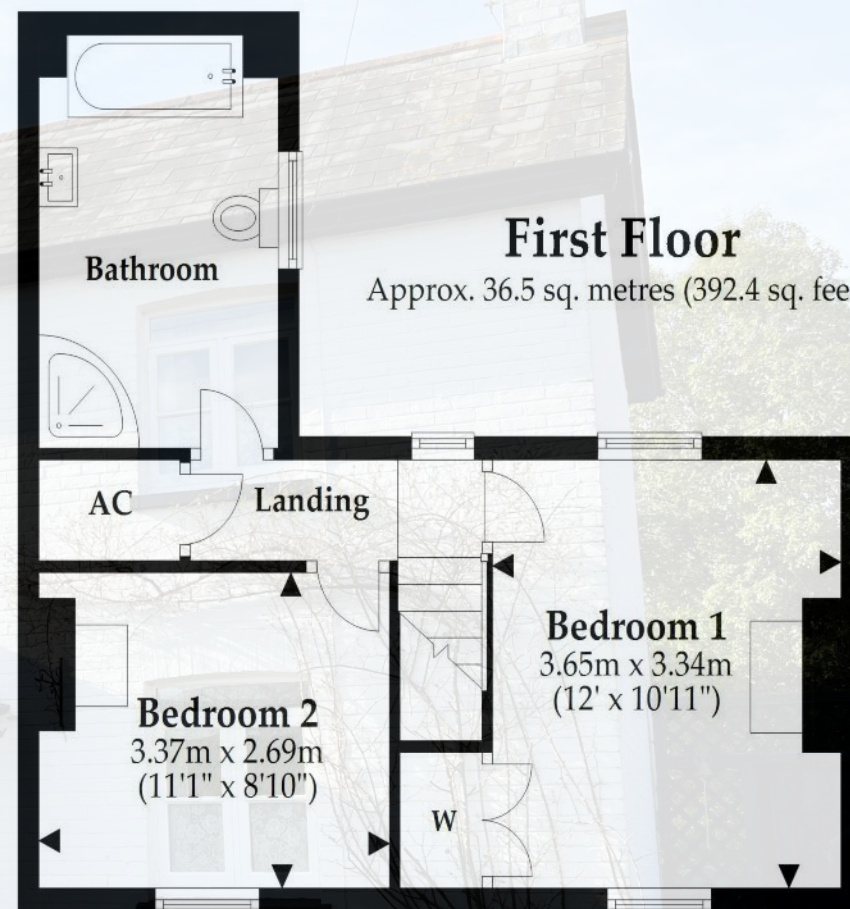 First Floor
Approx. 36.5 sq. metres (392.4 sq. fee
Bathroom
AC
Landing
Bedroom 1
3.65m x 3.34m
(12' x 10'11")
Bedroom 2
3.37m x 2.69m
(11'1" x 8'10")
W